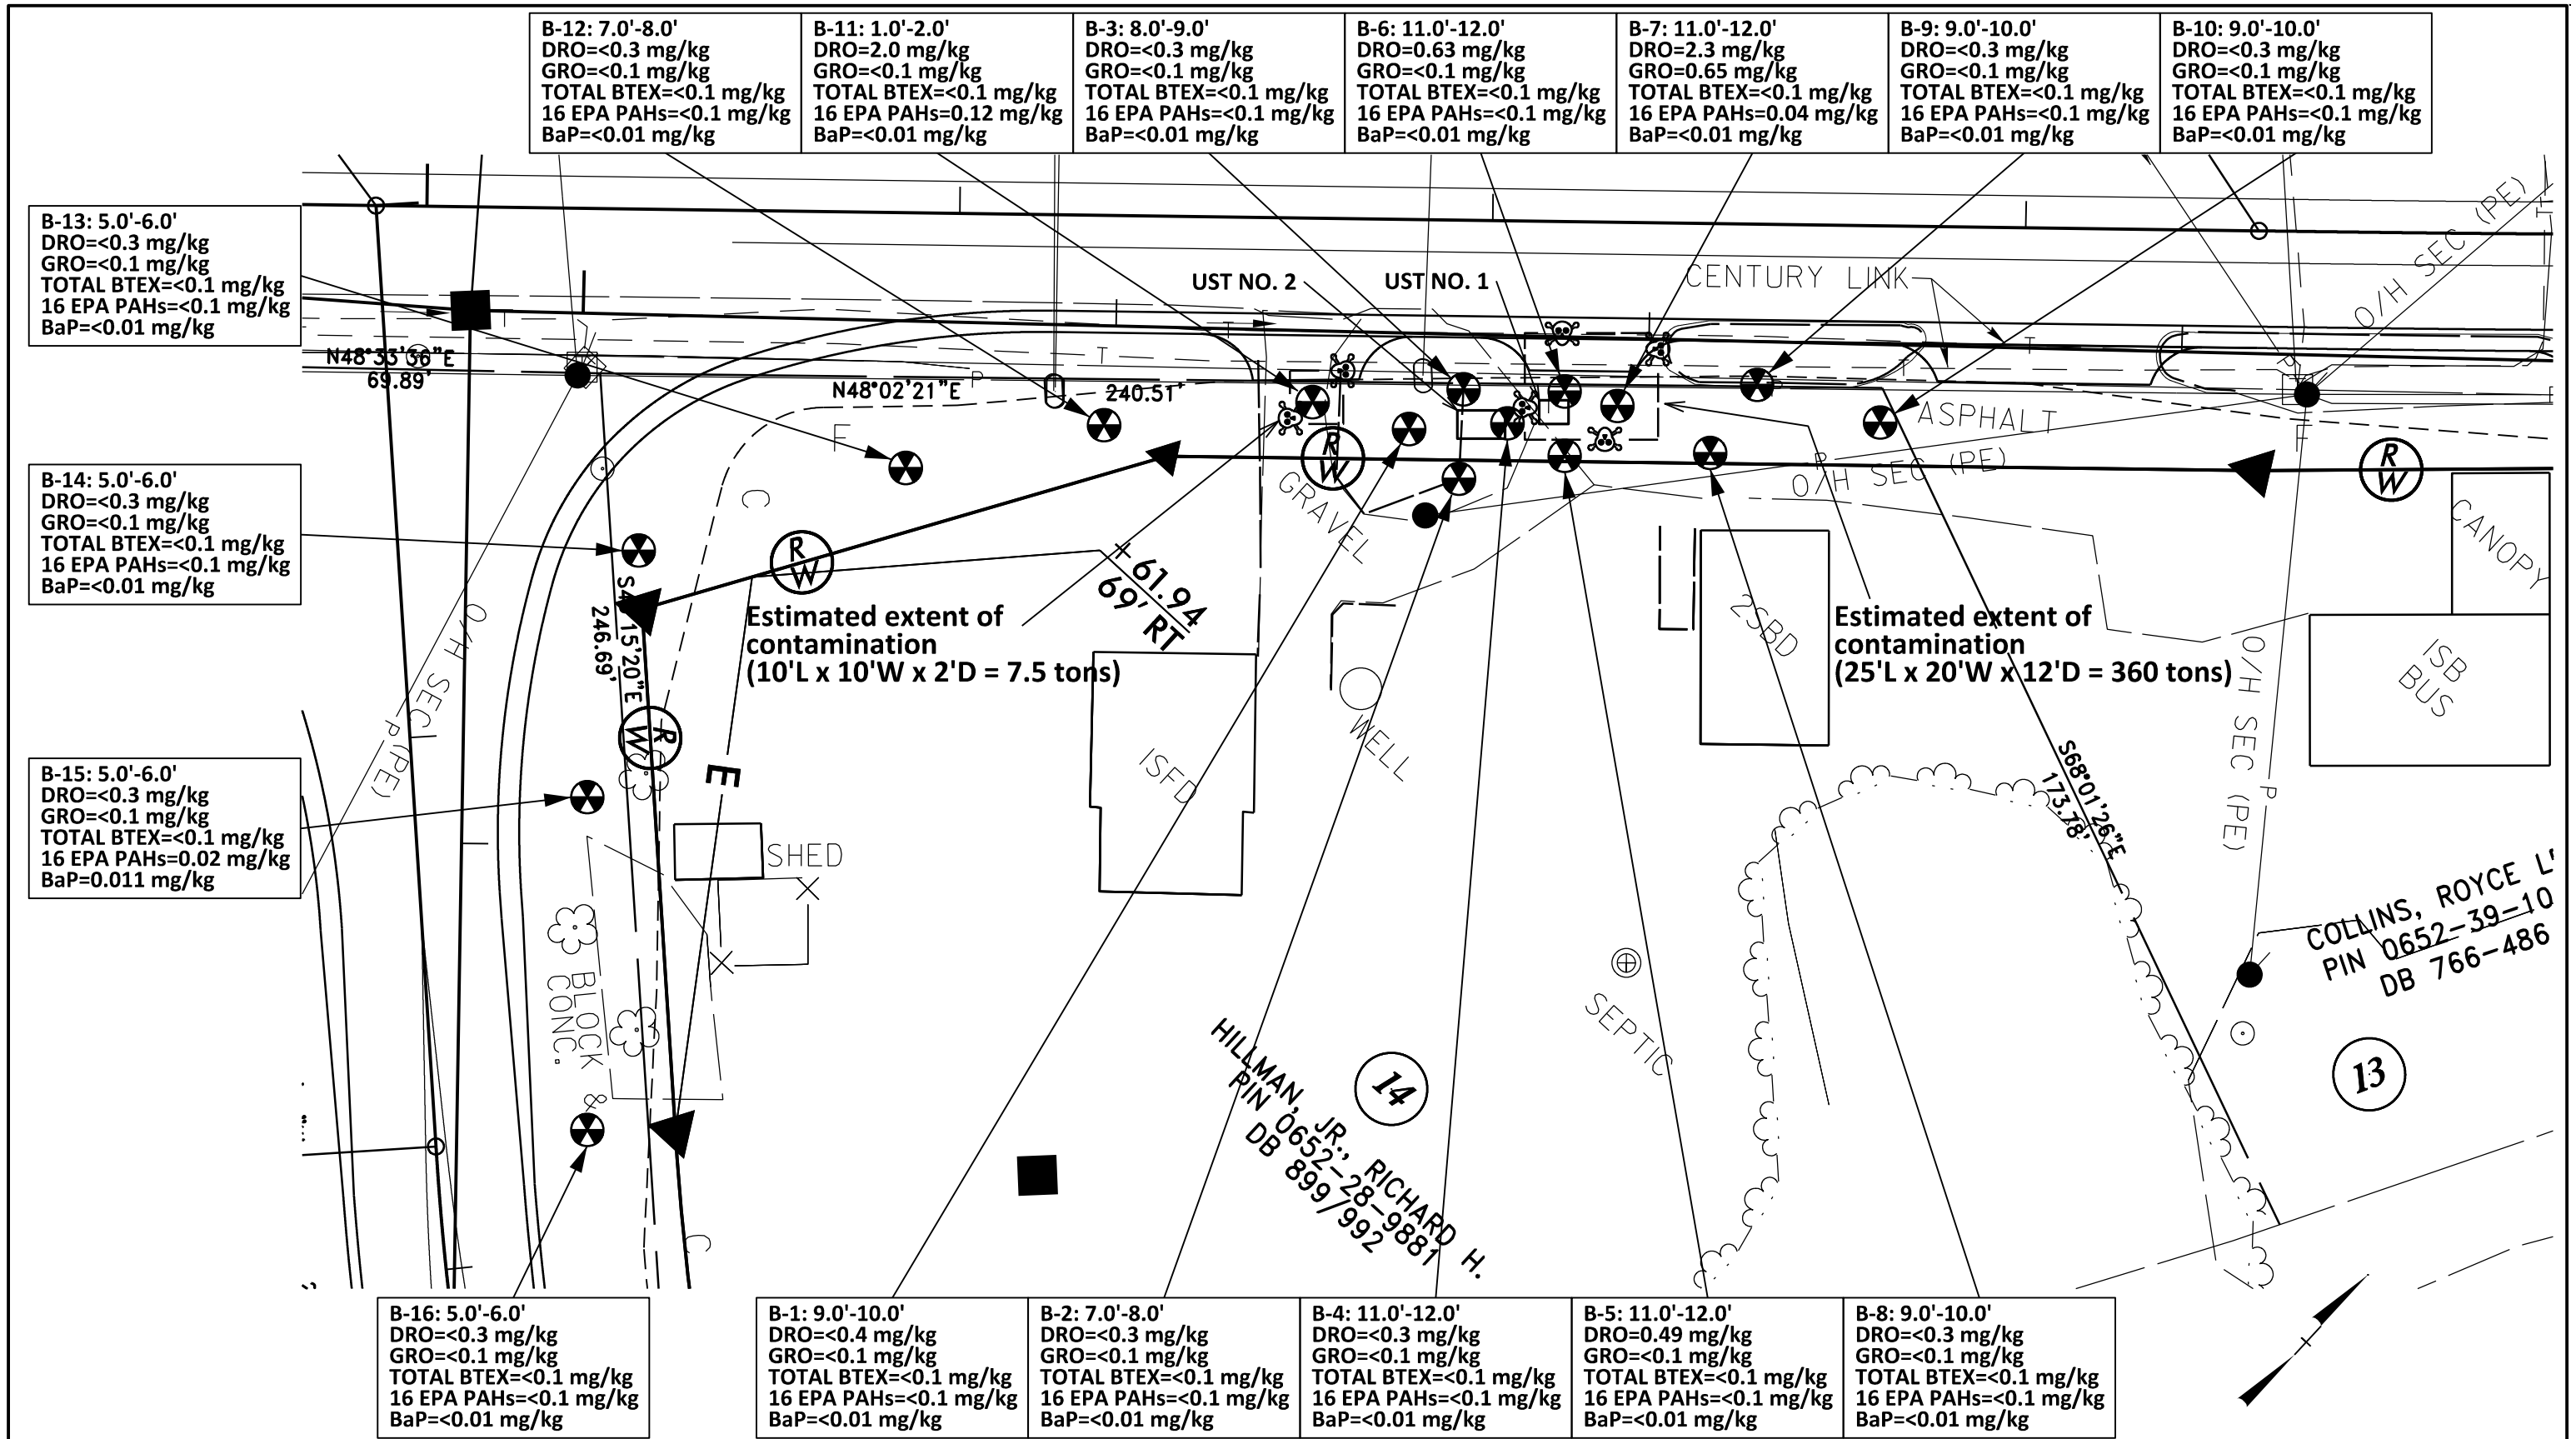 B-12: 7.0'-8.0'
DRO=<0.3 mg/kg
GRO=<0.1 mg/kg
TOTAL BTEX=<0.1 mg/kg
16 EPA PAHs=<0.1 mg/kg
BaP=<0.01 mg/kg
B-11: 1.0'-2.0'
DRO=2.0 mg/kg
GRO=<0.1 mg/kg
TOTAL BTEX=<0.1 mg/kg
16 EPA PAHs=0.12 mg/kg
BaP=<0.01 mg/kg
B-3: 8.0'-9.0'
DRO=<0.3 mg/kg
GRO=<0.1 mg/kg
TOTAL BTEX=<0.1 mg/kg
16 EPA PAHs=<0.1 mg/kg
BaP=<0.01 mg/kg
B-6: 11.0'-12.0'
DRO=0.63 mg/kg
GRO=<0.1 mg/kg
TOTAL BTEX=<0.1 mg/kg
16 EPA PAHs=<0.1 mg/kg
BaP=<0.01 mg/kg
B-7: 11.0'-12.0'
DRO=2.3 mg/kg
GRO=0.65 mg/kg
TOTAL BTEX=<0.1 mg/kg
16 EPA PAHs=0.04 mg/kg
BaP=<0.01 mg/kg
B-9: 9.0'-10.0'
DRO=<0.3 mg/kg
GRO=<0.1 mg/kg
TOTAL BTEX=<0.1 mg/kg
16 EPA PAHs=<0.1 mg/kg
BaP=<0.01 mg/kg
B-10: 9.0'-10.0'
DRO=<0.3 mg/kg
GRO=<0.1 mg/kg
TOTAL BTEX=<0.1 mg/kg
16 EPA PAHs=<0.1 mg/kg
BaP=<0.01 mg/kg
B-13: 5.0'-6.0'
DRO=<0.3 mg/kg
GRO=<0.1 mg/kg
TOTAL BTEX=<0.1 mg/kg
16 EPA PAHs=<0.1 mg/kg
BaP=<0.01 mg/kg
O/H SEC (PE)
UST NO. 2
UST NO. 1
CENTURY LINK
N48°33'36"E
69.89'
N48°02'21"E
240.51'
ASPHALT
F
C
O/H SEC (PE)
R
W
R
W
GRAVEL
CANOPY
B-14: 5.0'-6.0'
DRO=<0.3 mg/kg
GRO=<0.1 mg/kg
TOTAL BTEX=<0.1 mg/kg
16 EPA PAHs=<0.1 mg/kg
BaP=<0.01 mg/kg
R
W
+ 61.94
69' RT
15'20"E
246.69'
Estimated extent of
contamination
(10'L x 10'W x 2'D = 7.5 tons)
2SBD
Estimated extent of
contamination
(25'L x 20'W x 12'D = 360 tons)
O/H SEC (PE)
O/H SEC (PE)
ISB
BUS
R
W
E
ISFD
WELL
S68°01'26"E
173.78'
B-15: 5.0'-6.0'
DRO=<0.3 mg/kg
GRO=<0.1 mg/kg
TOTAL BTEX=<0.1 mg/kg
16 EPA PAHs=0.02 mg/kg
BaP=0.011 mg/kg
SHED
BLOCK &
CONC.
COLLINS, ROYCE
PIN 0652-39-10
DB 766-486
SEPTIC
13
14
HILLMAN, JR., RICHARD H.
PIN 0652-28-9881
DB 899/992
C
B-16: 5.0'-6.0'
DRO=<0.3 mg/kg
GRO=<0.1 mg/kg
TOTAL BTEX=<0.1 mg/kg
16 EPA PAHs=<0.1 mg/kg
BaP=<0.01 mg/kg
B-1: 9.0'-10.0'
DRO=<0.4 mg/kg
GRO=<0.1 mg/kg
TOTAL BTEX=<0.1 mg/kg
16 EPA PAHs=<0.1 mg/kg
BaP=<0.01 mg/kg
B-2: 7.0'-8.0'
DRO=<0.3 mg/kg
GRO=<0.1 mg/kg
TOTAL BTEX=<0.1 mg/kg
16 EPA PAHs=<0.1 mg/kg
BaP=<0.01 mg/kg
B-4: 11.0'-12.0'
DRO=<0.3 mg/kg
GRO=<0.1 mg/kg
TOTAL BTEX=<0.1 mg/kg
16 EPA PAHs=<0.1 mg/kg
BaP=<0.01 mg/kg
B-5: 11.0'-12.0'
DRO=0.49 mg/kg
GRO=<0.1 mg/kg
TOTAL BTEX=<0.1 mg/kg
16 EPA PAHs=<0.1 mg/kg
BaP=<0.01 mg/kg
B-8: 9.0'-10.0'
DRO=<0.3 mg/kg
GRO=<0.1 mg/kg
TOTAL BTEX=<0.1 mg/kg
16 EPA PAHs=<0.1 mg/kg
BaP=<0.01 mg/kg